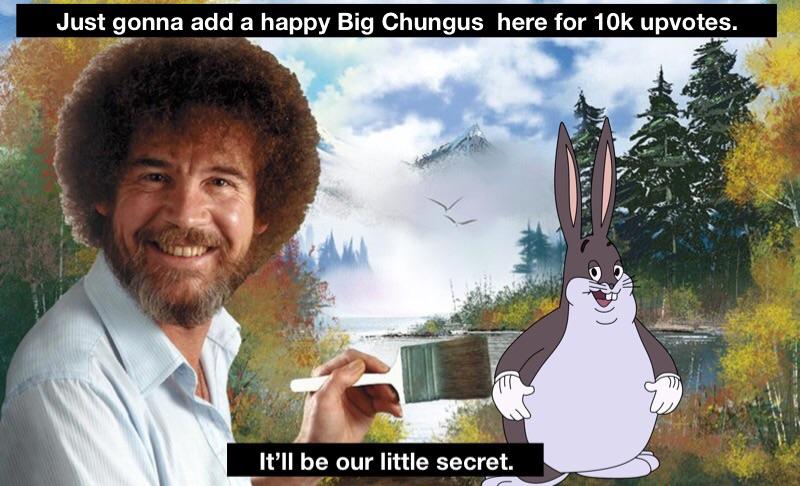 Just gonna add a happy Big Chungus  here for 10k upvotes.
It'll be our little secret.